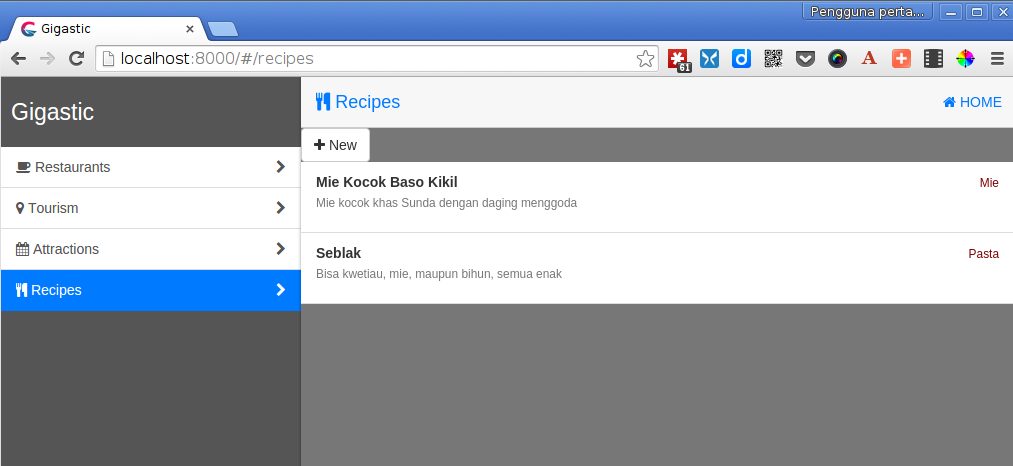 Pengguna perta...
Gigastic
localhost:8000/#/recipes
61
Gigastic
Restaurants
Tourism
Attractions
Recipes
Recipes
HOME
New
Mie Kocok Baso Kikil
Mie
Mie kocok khas Sunda dengan daging menggoda
Seblak
Pasta
Bisa kwetiau, mie, maupun bihun, semua enak